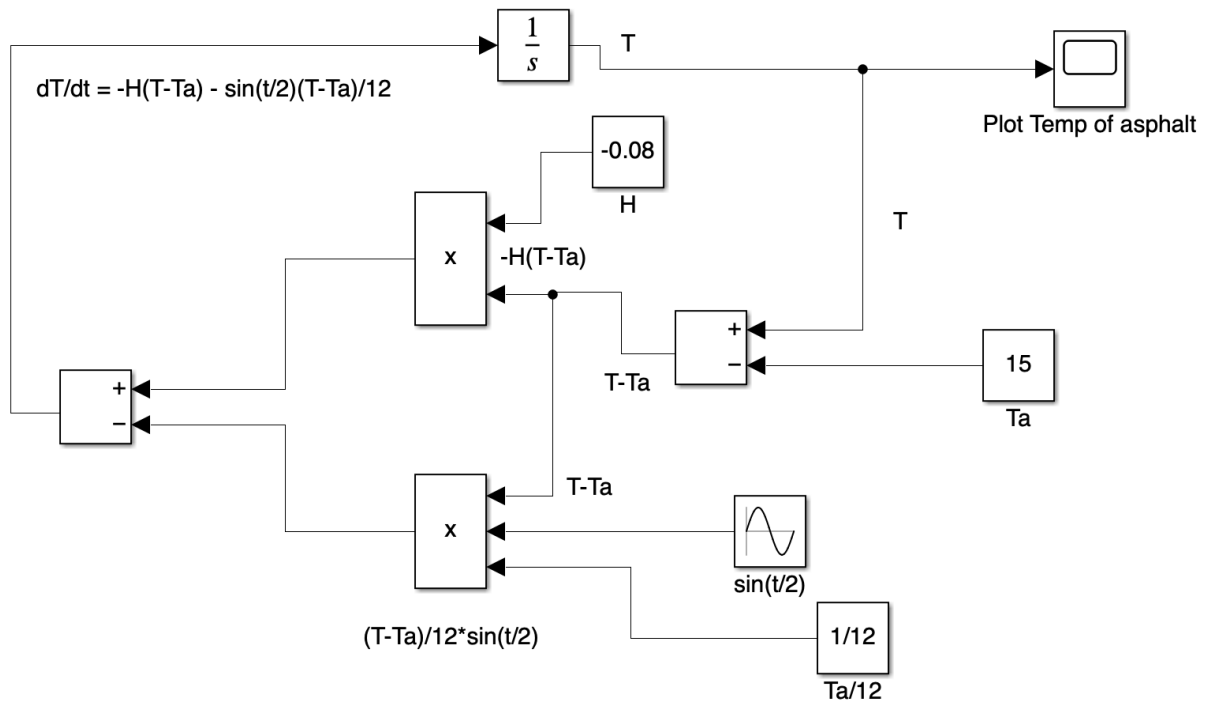 1
s
T
dT/dt = -H(T-Ta) - sin(t/2)(T-Ta)/12
Plot Temp of asphalt
-0.08
H
T
x
-H(T-Ta)
+
−
T-Ta
15
Ta
+
−
T-Ta
x
sin(t/2)
(T-Ta)/12*sin(t/2)
1/12
Ta/12